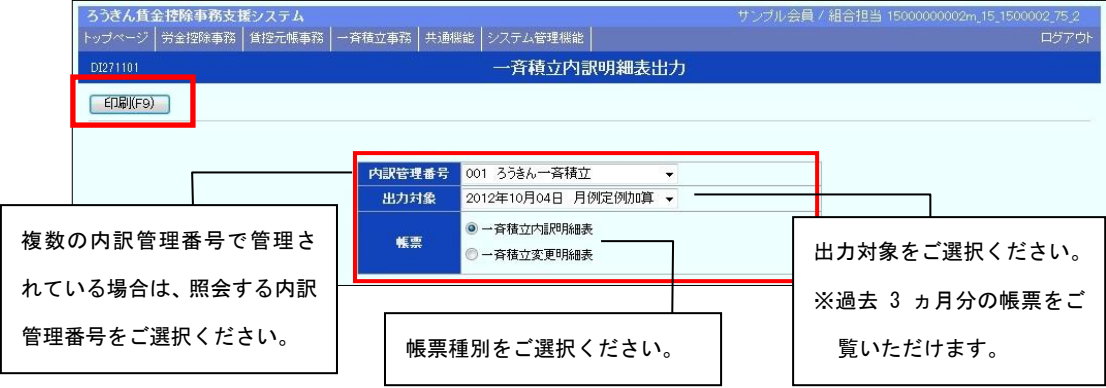 ろうきん賃金控除事務支援システム サンプル会員 / 組合担当 15000000002m_15_1500002_75_2
トップページ 労金控除事務 賃控元帳事務 一斉積立事務 共通機能 システム管理機能 ログアウト
DI271101 一斉積立内訳明細表出力
印刷(F9)
内訳管理番号 001 ろうきん一斉積立
出力対象 2012年10月04日 月例定例加算
帳票
一斉積立内訳明細表
一斉積立変更明細表
複数の内訳管理番号で管理さ
れている場合は、照会する内訳
管理番号をご選択ください。
帳票種別をご選択ください。
出力対象をご選択ください。
※過去 3 ヵ月分の帳票をご
覧いただけます。